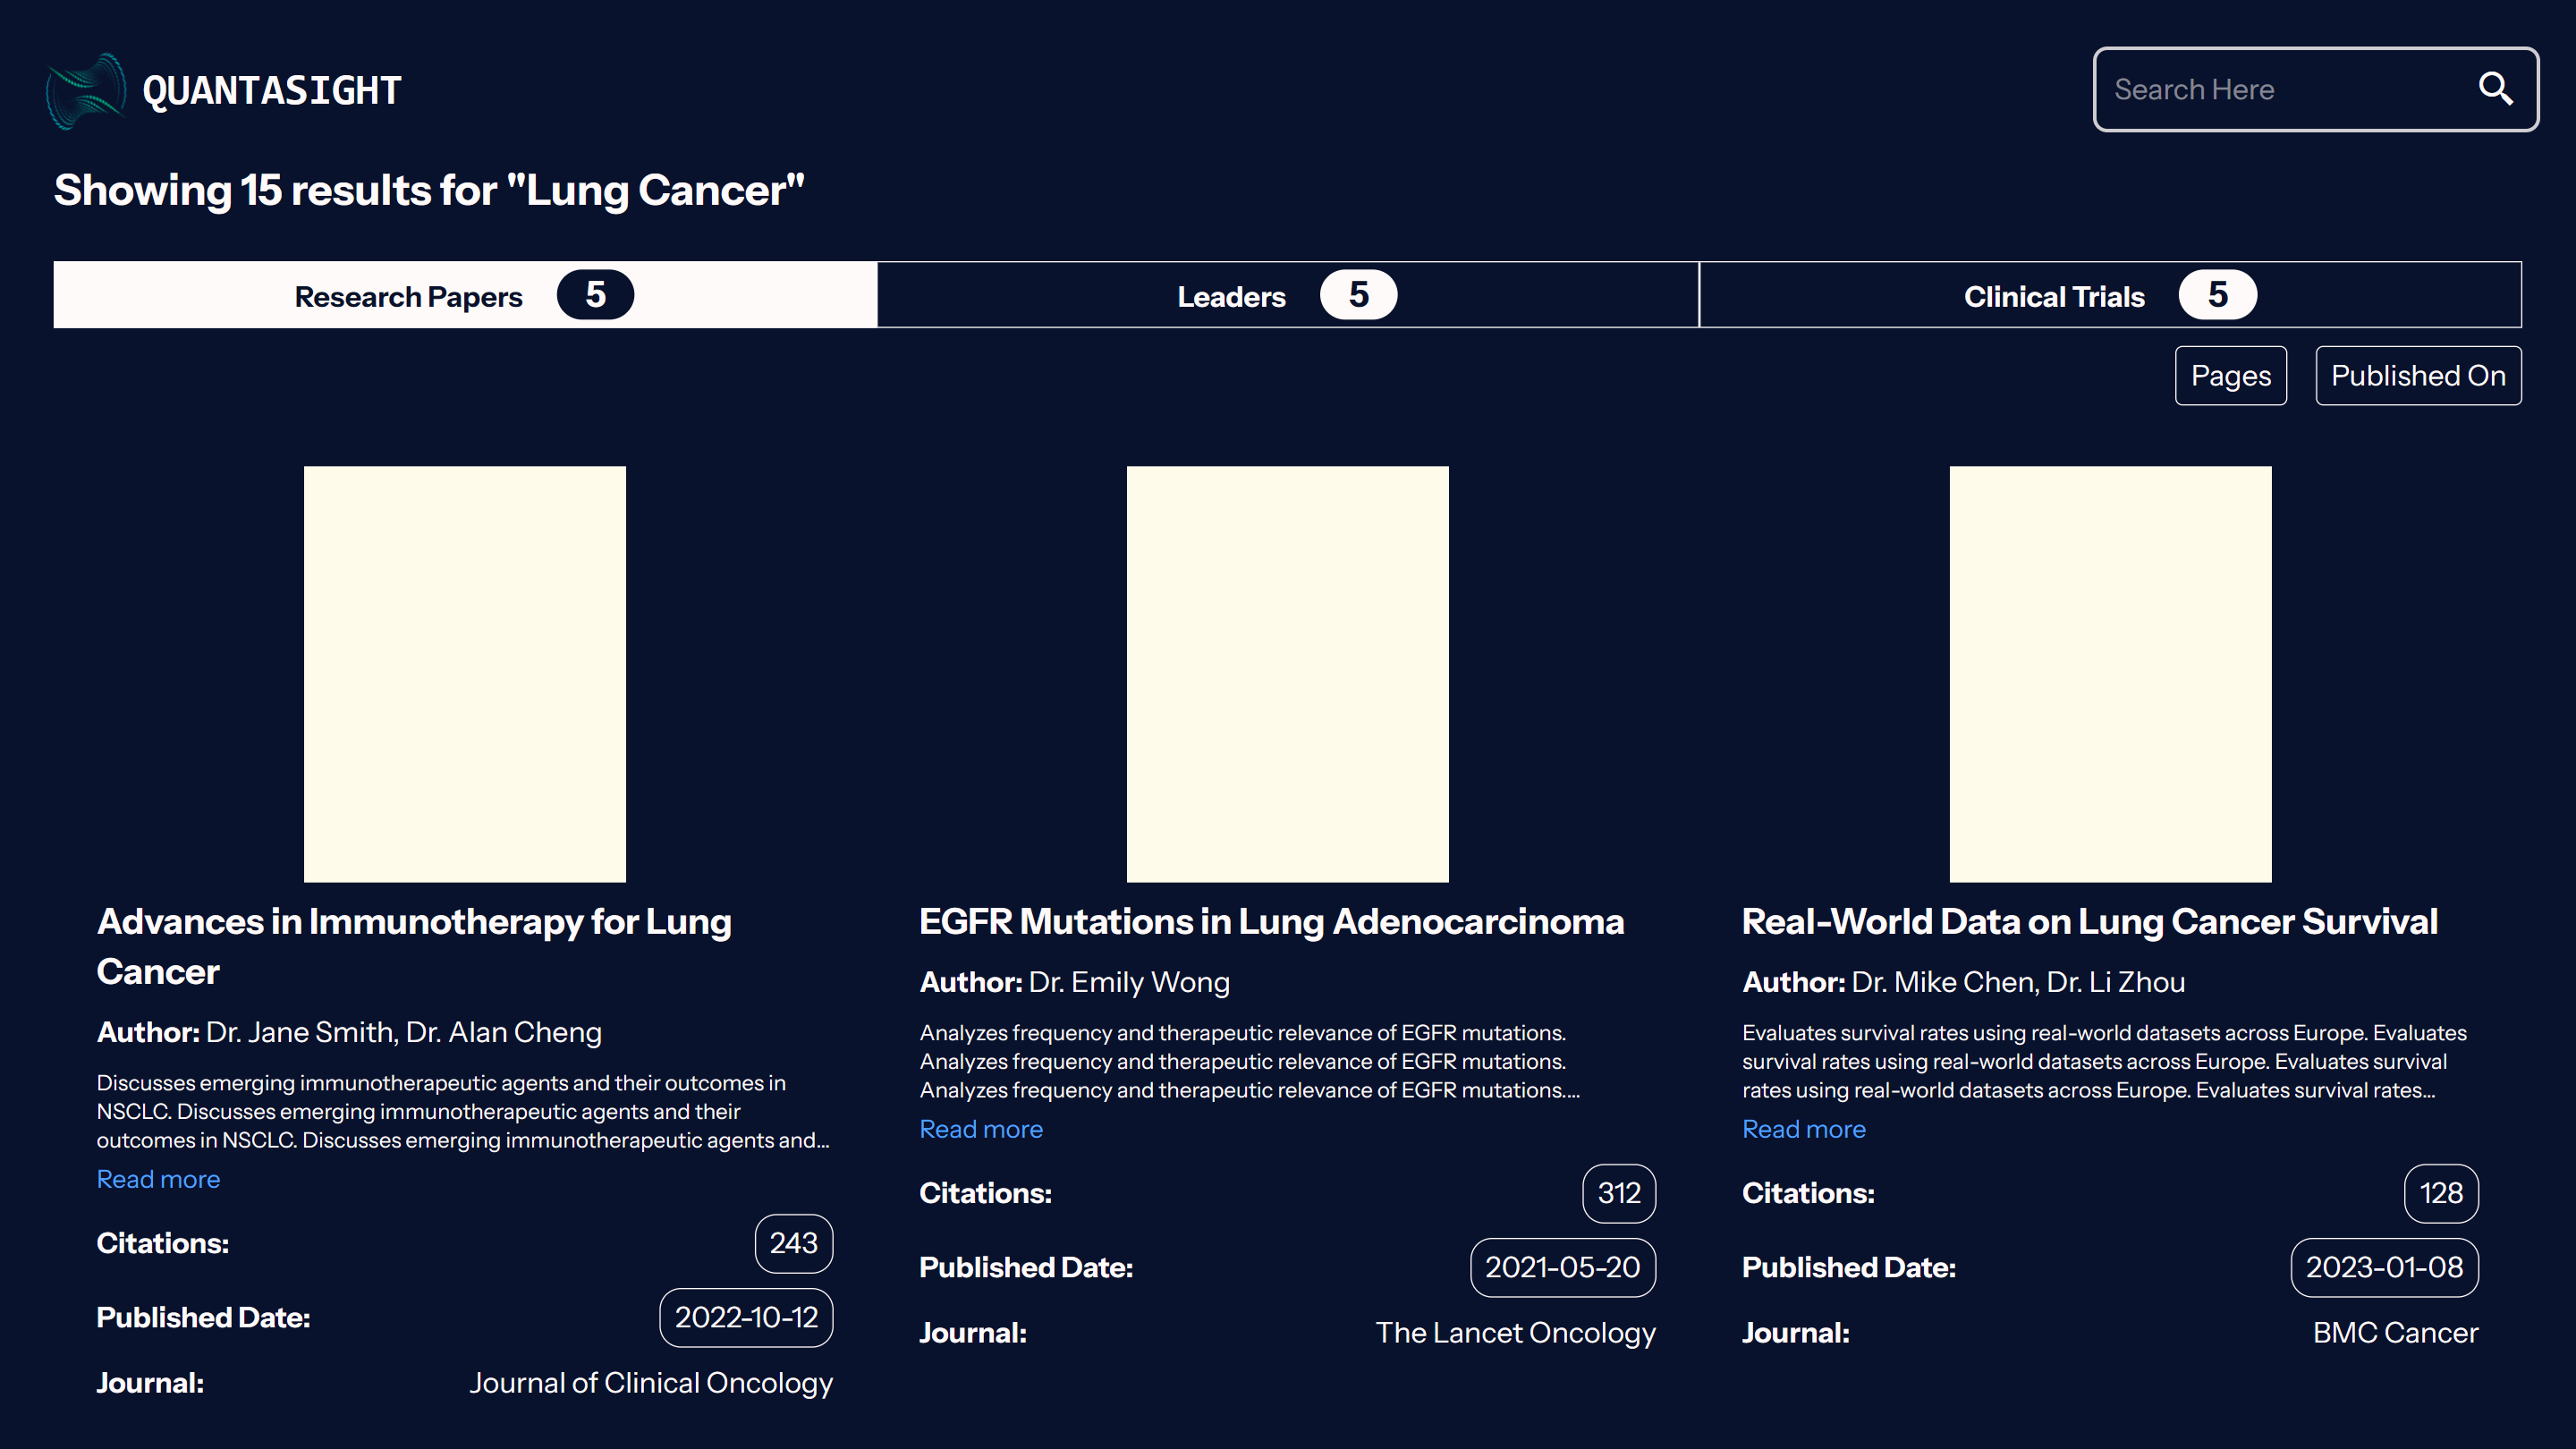 QUANTASIGHT
Search Here
Showing 15 results for "Lung Cancer"
Research Papers 5
Leaders 5
Clinical Trials 5
Pages
Published On
Advances in Immunotherapy for Lung
Cancer
Author: Dr. Jane Smith, Dr. Alan Cheng
Discusses emerging immunotherapeutic agents and their outcomes in
NSCLC. Discusses emerging immunotherapeutic agents and their
outcomes in NSCLC. Discusses emerging immunotherapeutic agents and...
Read more
Citations: 243
Published Date: 2022-10-12
Journal: Journal of Clinical Oncology
EGFR Mutations in Lung Adenocarcinoma
Author: Dr. Emily Wong
Analyzes frequency and therapeutic relevance of EGFR mutations.
Analyzes frequency and therapeutic relevance of EGFR mutations.
Analyzes frequency and therapeutic relevance of EGFR mutations....
Read more
Citations: 312
Published Date: 2021-05-20
Journal: The Lancet Oncology
Real-World Data on Lung Cancer Survival
Author: Dr. Mike Chen, Dr. Li Zhou
Evaluates survival rates using real-world datasets across Europe. Evaluates
survival rates using real-world datasets across Europe. Evaluates survival
rates using real-world datasets across Europe. Evaluates survival rates...
Read more
Citations: 128
Published Date: 2023-01-08
Journal: BMC Cancer